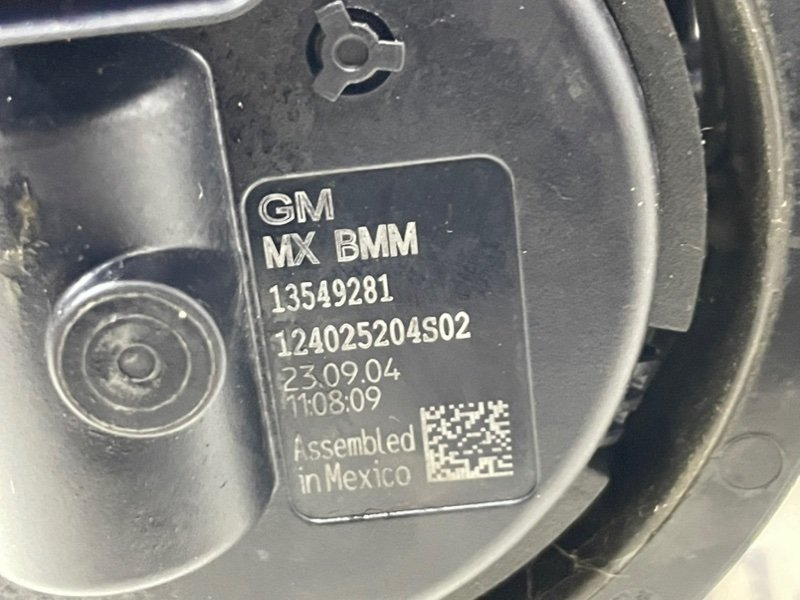 GM
MX BMM
13549281
124025204S02
23.09.04
11:08:09
Assembled
in Mexico